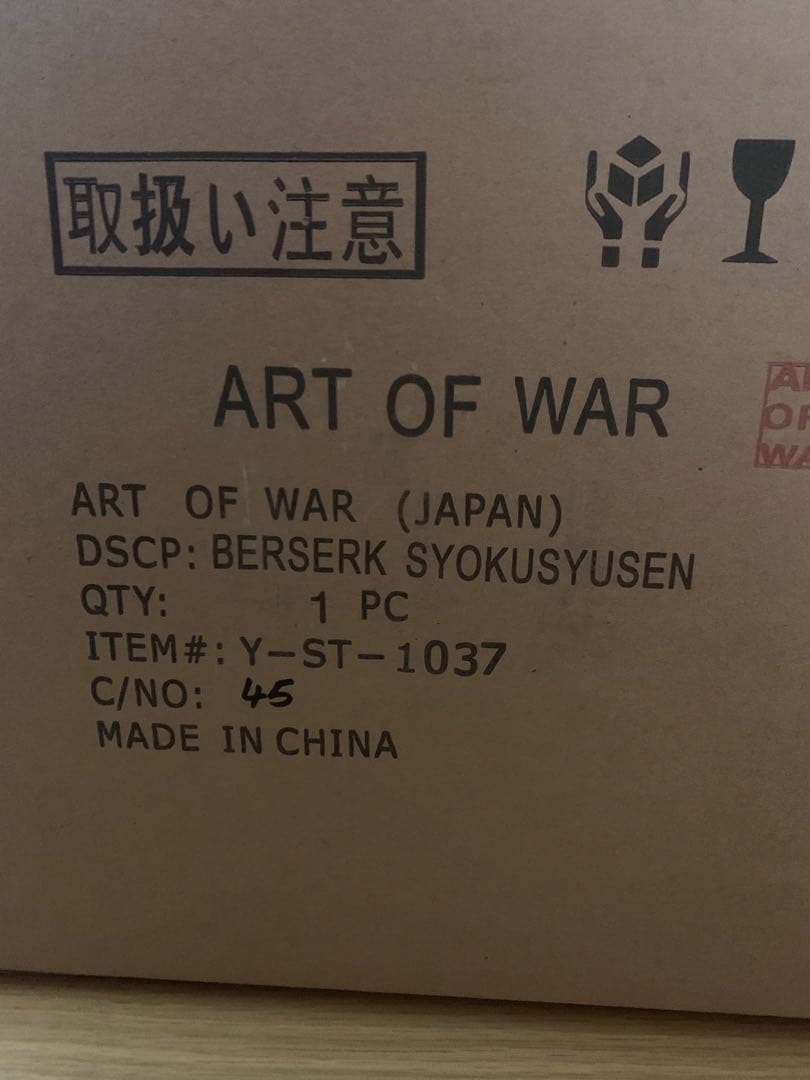 取扱い注意
ART OF WAR
ART OF WAR (JAPAN)
DSCP: BERSERK SYOKUSYUSEN
QTY: 1 PC
ITEM#: Y-ST-1037
C/NO: 45
MADE IN CHINA